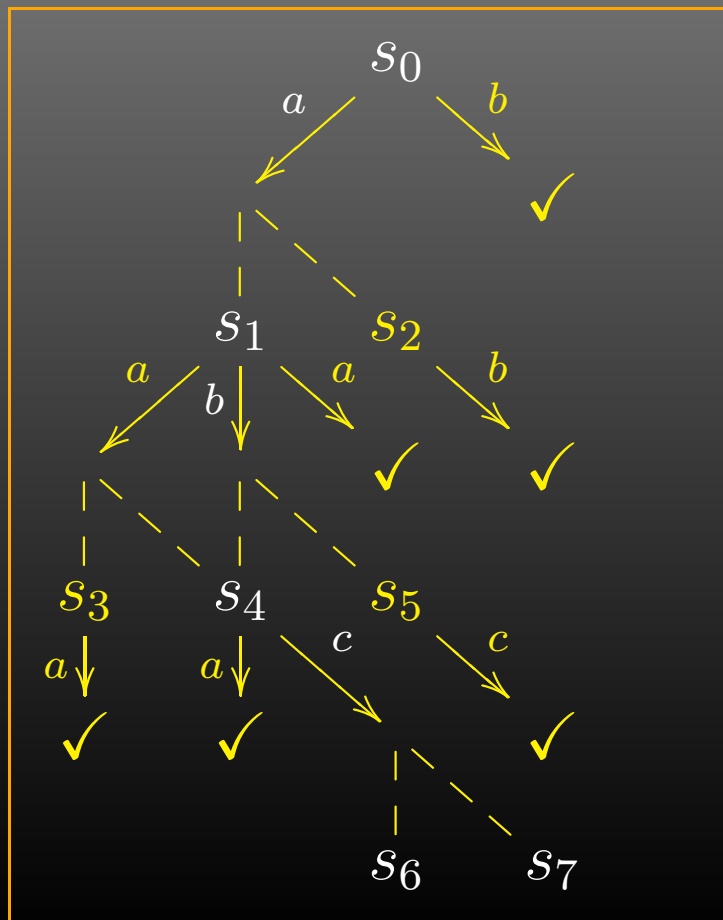 s₀
a b
✓
s₁ s₂
a b a b
✓ ✓
s₃ s₄ s₅
a a c c
✓ ✓ ✓
s₆ s₇